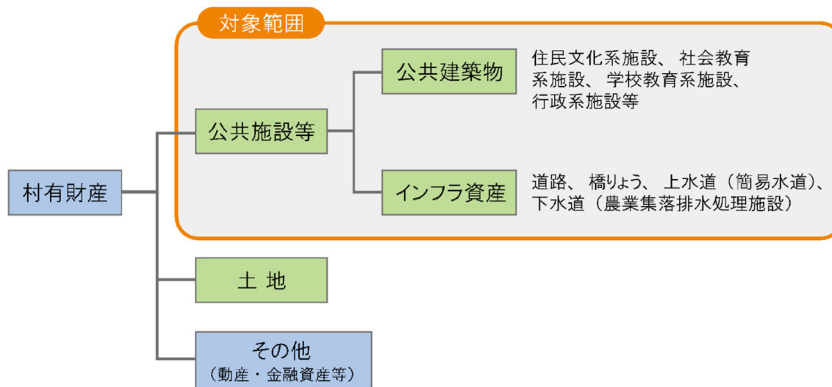 対象範囲
公共建築物
住民文化系施設、社会教育
系施設、学校教育系施設、
行政系施設等
公共施設等
村有財産
インフラ資産
道路、橋りょう、上水道（簡易水道）、
下水道（農業集落排水処理施設）
土地
その他
（動産・金融資産等）